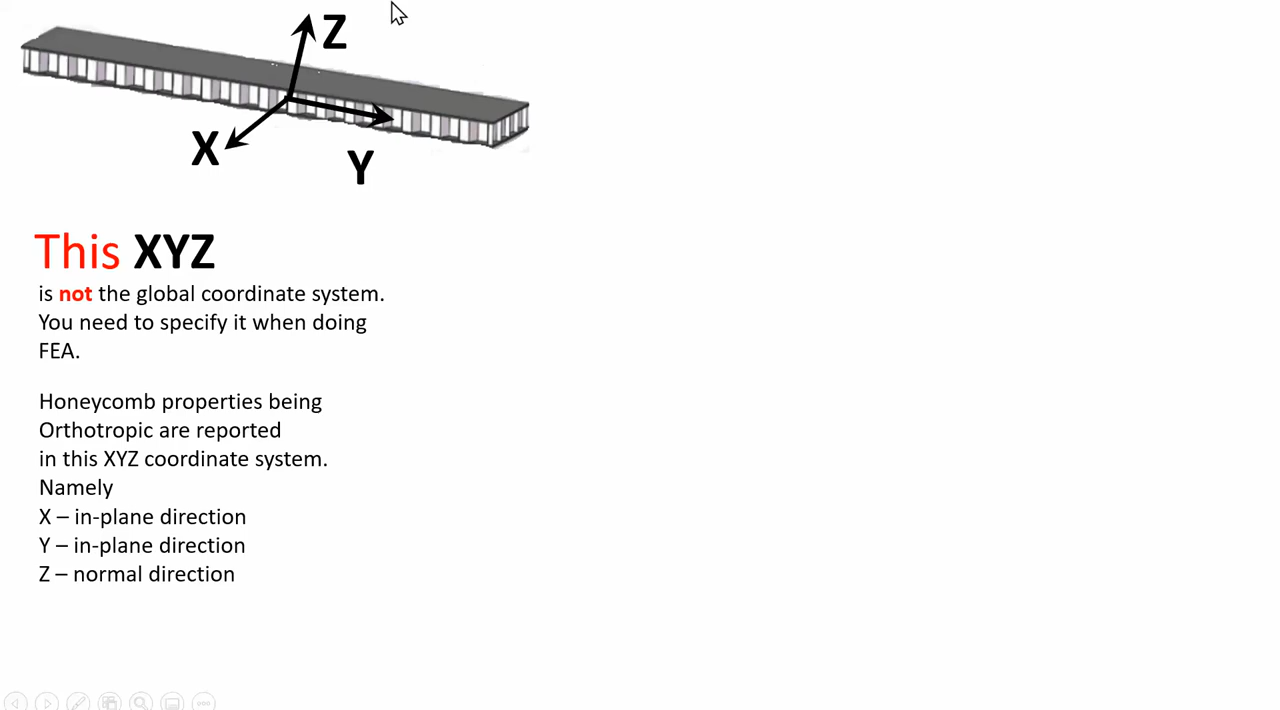 Z
X
Y
This XYZ
is not the global coordinate system.
You need to specify it when doing
FEA.
Honeycomb properties being
Orthotropic are reported
in this XYZ coordinate system.
Namely
X – in-plane direction
Y – in-plane direction
Z – normal direction